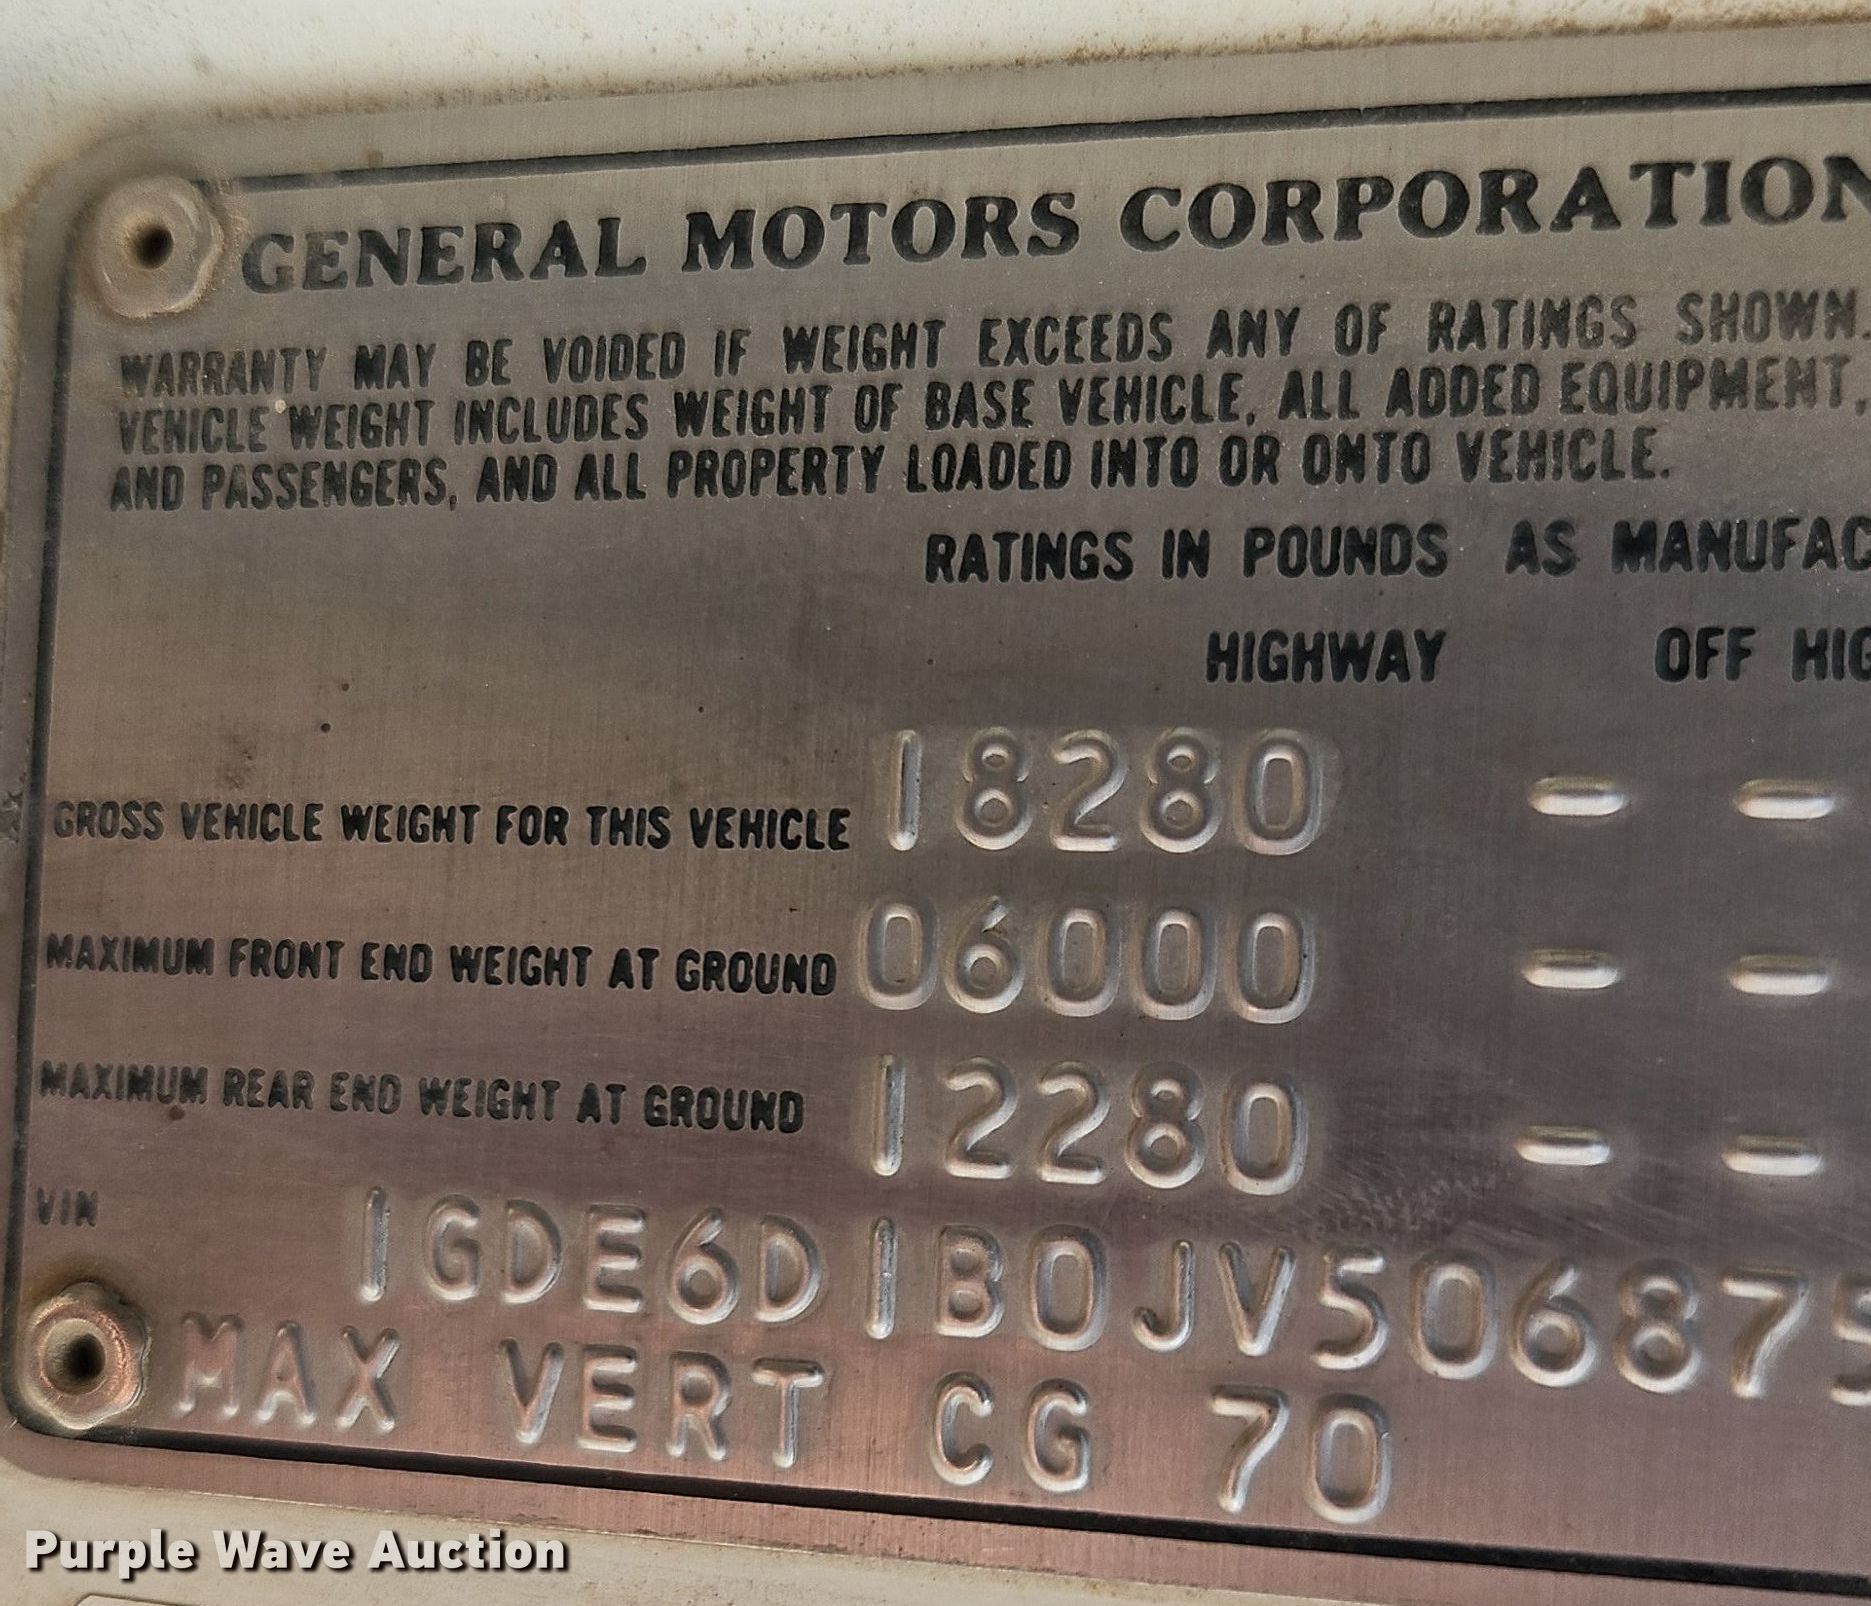 GENERAL MOTORS CORPORATION
WARRANTY MAY BE VOIDED IF WEIGHT EXCEEDS ANY OF RATINGS SHOWN.
VEHICLE WEIGHT INCLUDES WEIGHT OF BASE VEHICLE, ALL ADDED EQUIPMENT,
AND PASSENGERS, AND ALL PROPERTY LOADED INTO OR ONTO VEHICLE.
RATINGS IN POUNDS AS MANUFAC
HIGHWAY OFF HIG
GROSS VEHICLE WEIGHT FOR THIS VEHICLE 18280 - -
MAXIMUM FRONT END WEIGHT AT GROUND 06000 - -
MAXIMUM REAR END WEIGHT AT GROUND 12280 - -
VIN 1GDE6D1B0JV506875
MAX VERT CG 70
Purple Wave Auction